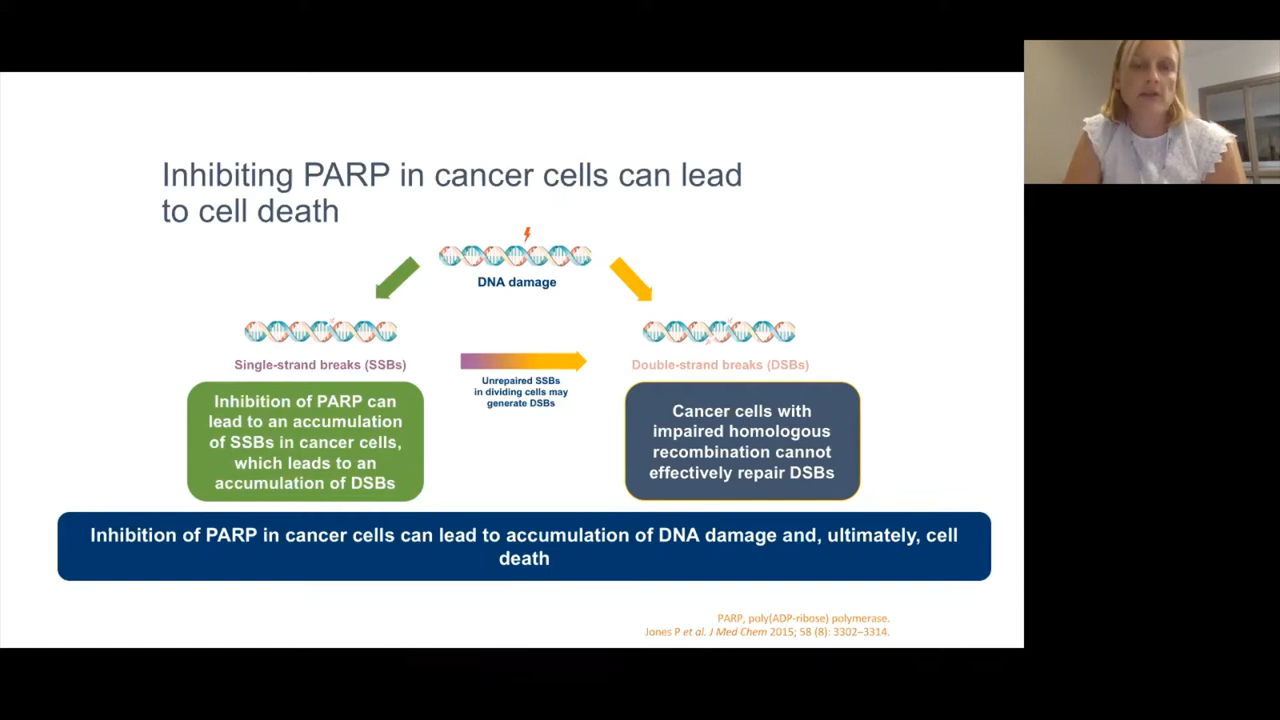 Inhibiting PARP in cancer cells can lead
to cell death
DNA damage
Single-strand breaks (SSBs)
Double-strand breaks (DSBs)
Unrepaired SSBs
in dividing cells may
generate DSBs
Inhibition of PARP can
lead to an accumulation
of SSBs in cancer cells,
which leads to an
accumulation of DSBs
Cancer cells with
impaired homologous
recombination cannot
effectively repair DSBs
Inhibition of PARP in cancer cells can lead to accumulation of DNA damage and, ultimately, cell
death
PARP, poly(ADP-ribose) polymerase.
Jones P et al. J Med Chem 2015; 58 (8): 3302–3314.